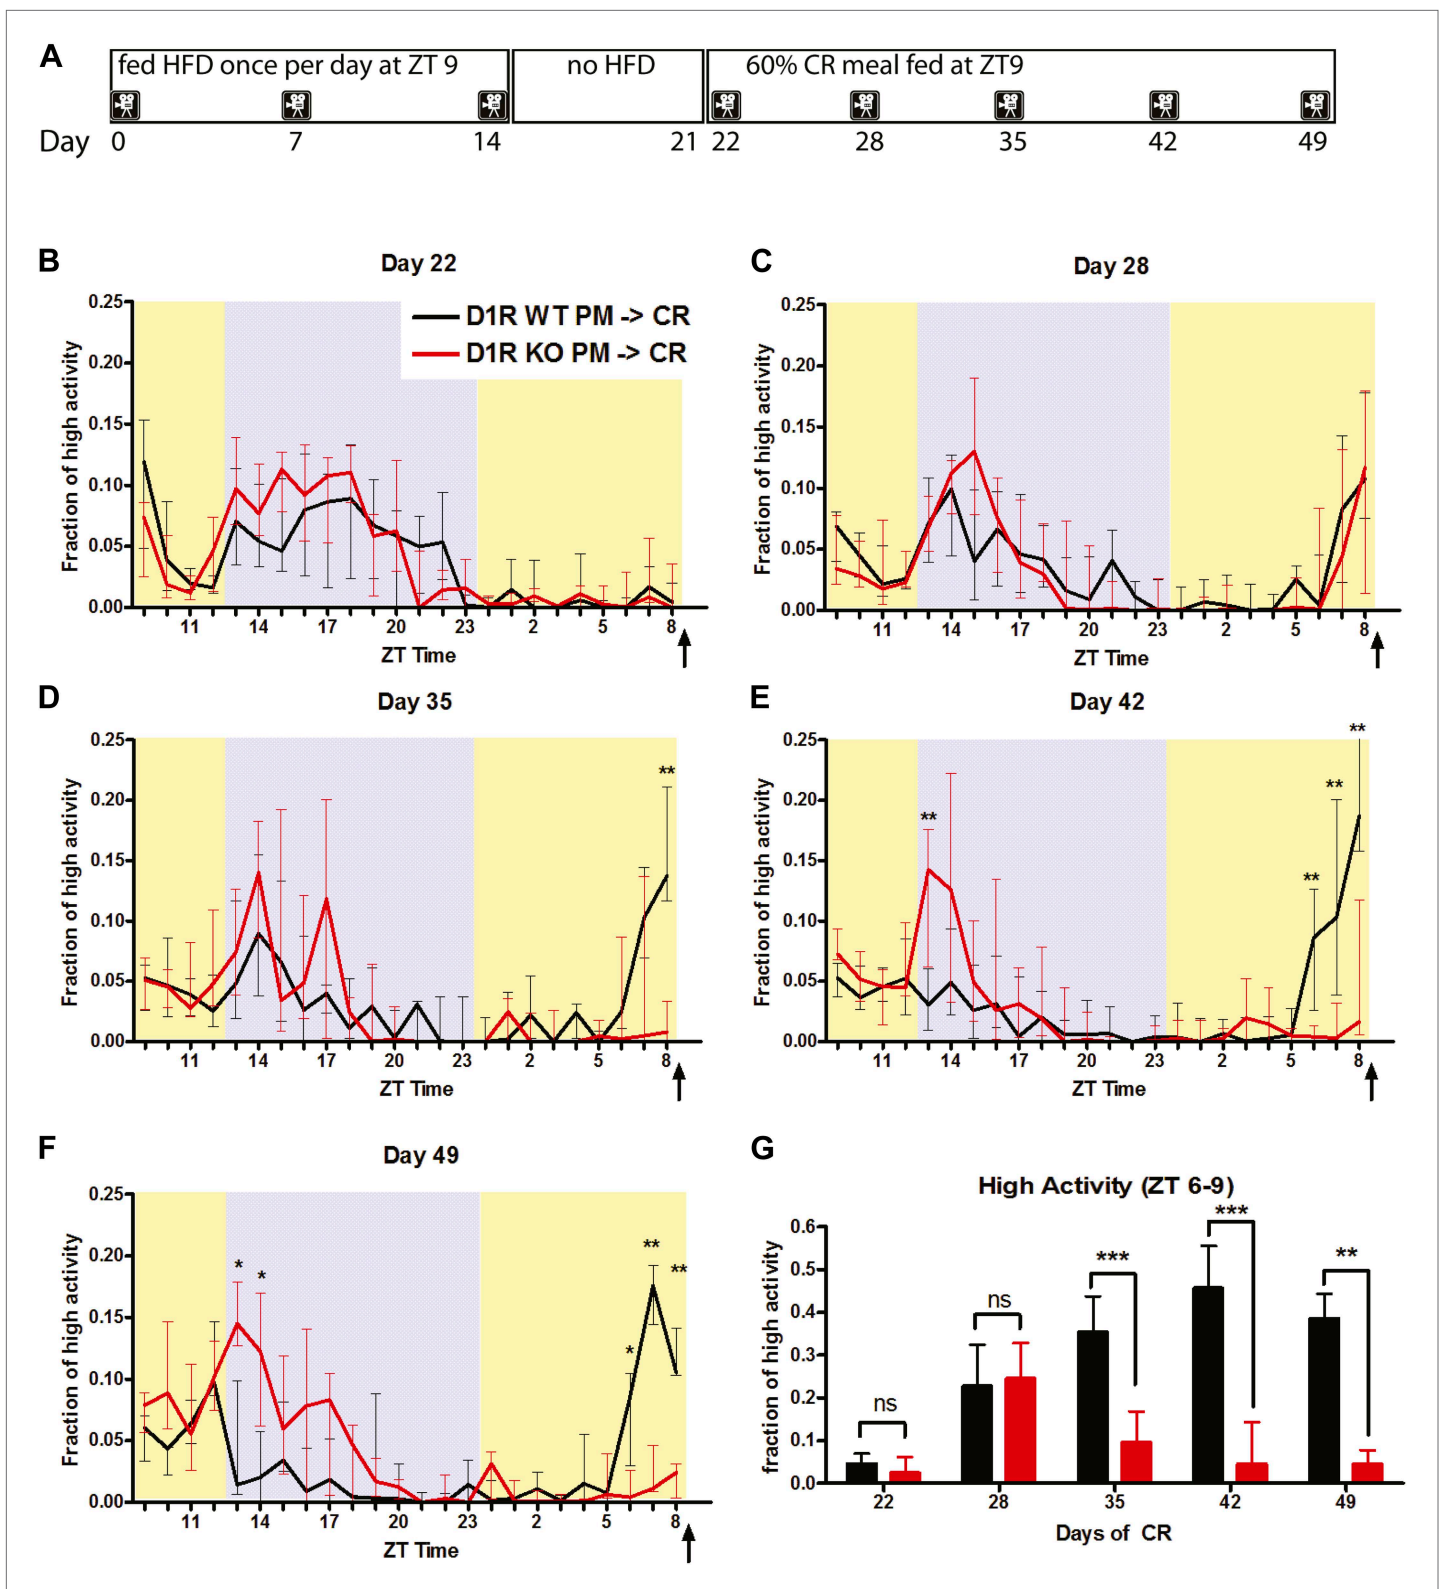 A
fed HFD once per day at ZT 9
no HFD
60% CR meal fed at ZT9
Day
0
7
14
21
22
28
35
42
49
B
Day 22
D1R WT PM -> CR
D1R KO PM -> CR
Fraction of high activity
0.25
0.20
0.15
0.10
0.05
0.00
11 14 17 20 23 2 5 8
ZT Time
C
Day 28
Fraction of high activity
0.25
0.20
0.15
0.10
0.05
0.00
11 14 17 20 23 2 5 8
ZT Time
D
Day 35
Fraction of high activity
0.25
0.20
0.15
0.10
0.05
0.00
**
11 14 17 20 23 2 5 8
ZT Time
E
Day 42
Fraction of high activity
0.25
0.20
0.15
0.10
0.05
0.00
**
**
**
**
11 14 17 20 23 2 5 8
ZT Time
F
Day 49
Fraction of high activity
0.25
0.20
0.15
0.10
0.05
0.00
*
*
*
**
**
11 14 17 20 23 2 5 8
ZT Time
G
High Activity (ZT 6-9)
fraction of high activity
0.6
0.5
0.4
0.3
0.2
0.1
0.0
ns
ns
***
***
**
22 28 35 42 49
Days of CR